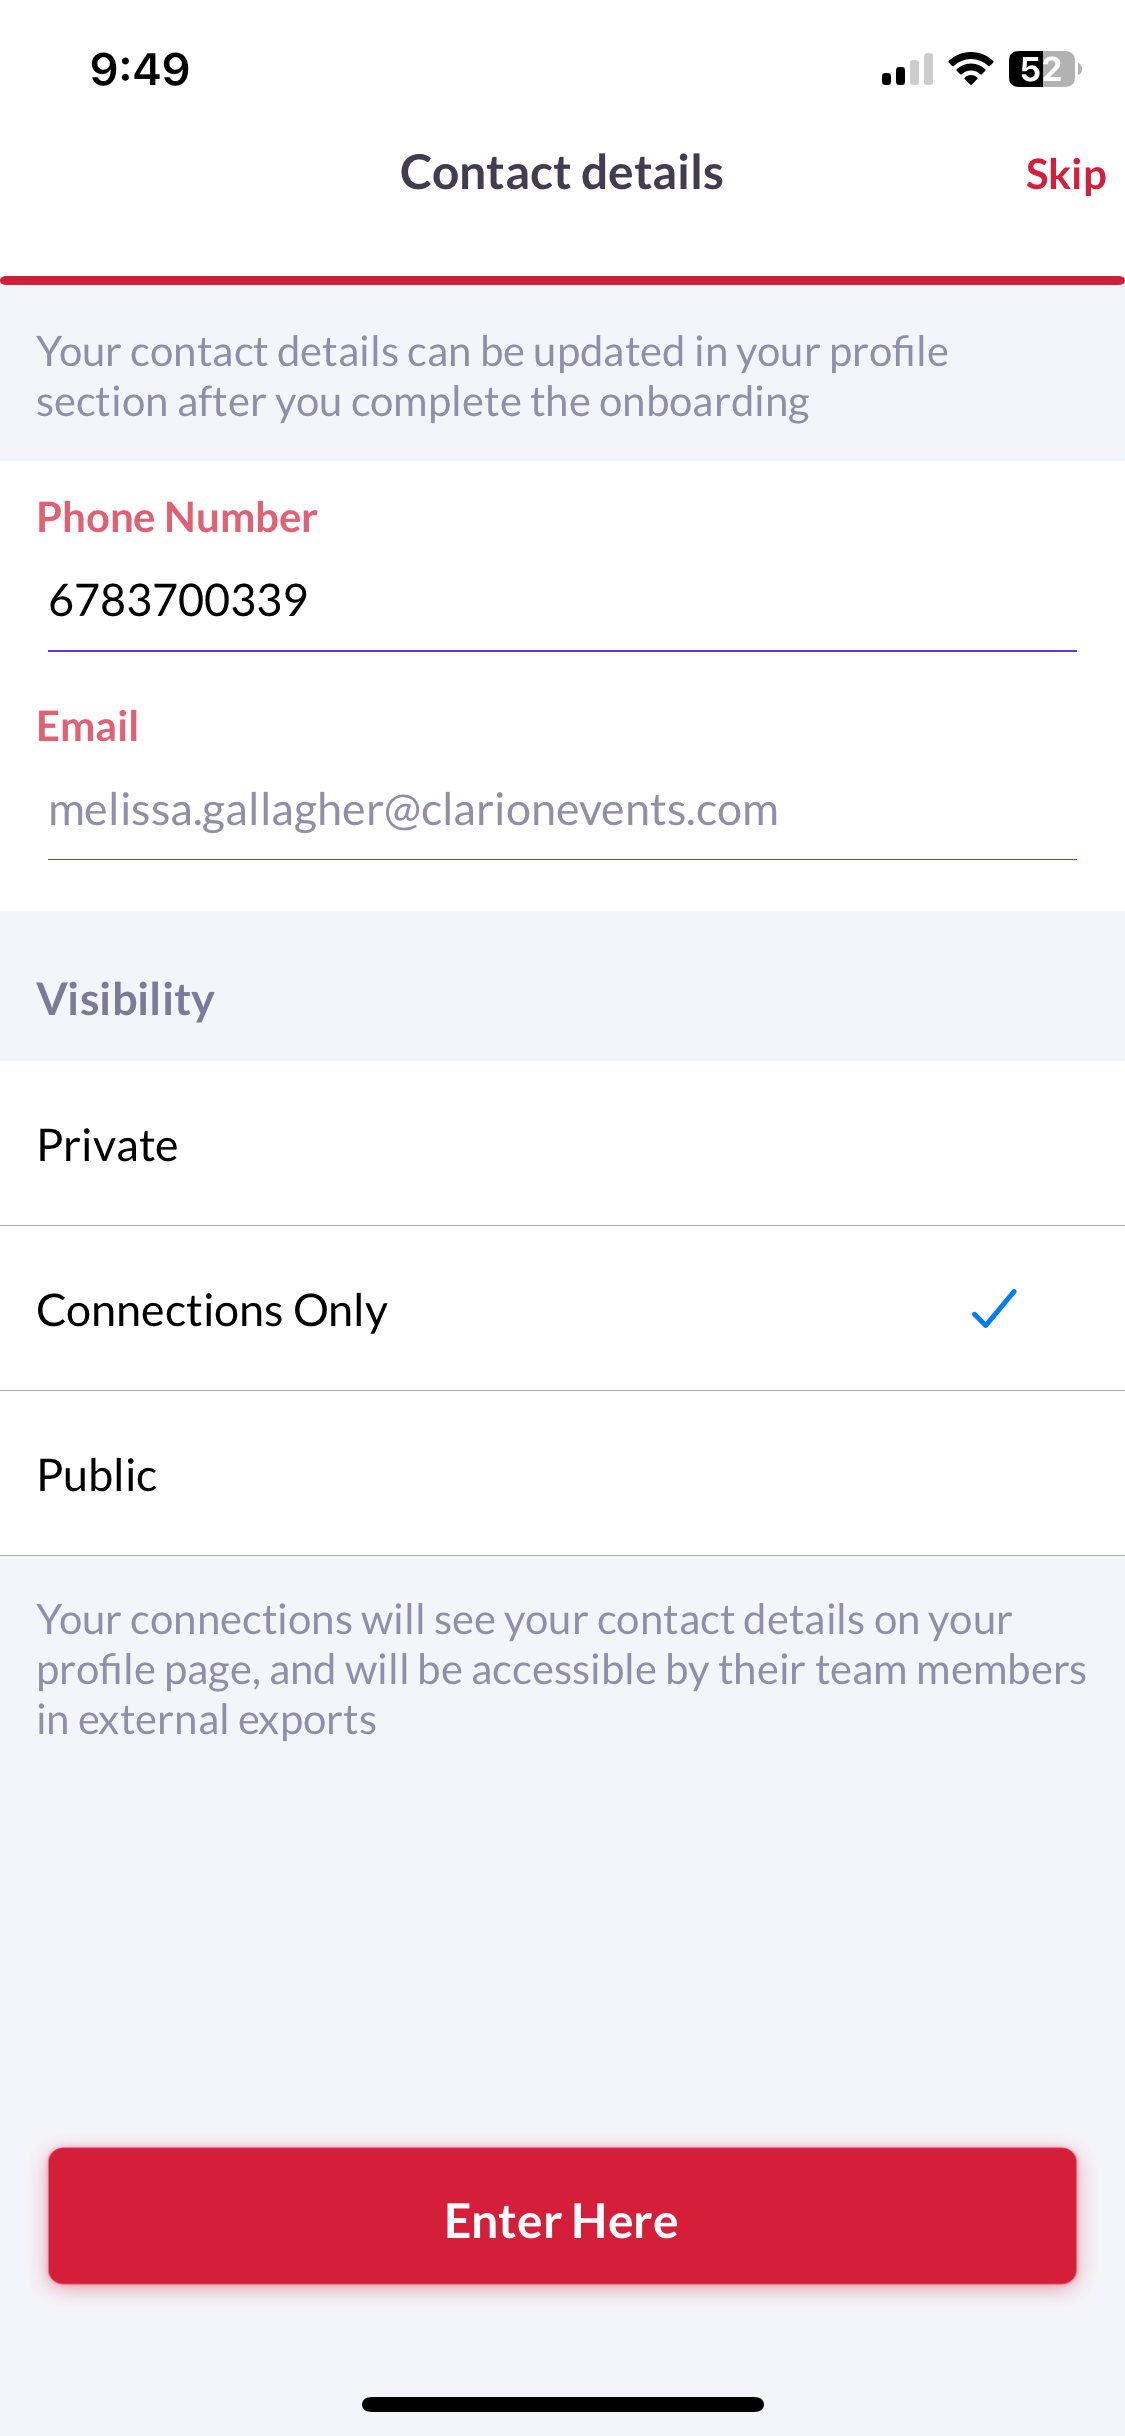 9:49
52
Contact details
Skip
Your contact details can be updated in your profile
section after you complete the onboarding
Phone Number
6783700339
Email
melissa.gallagher@clarionevents.com
Visibility
Private
Connections Only
Public
Your connections will see your contact details on your
profile page, and will be accessible by their team members
in external exports
Enter Here